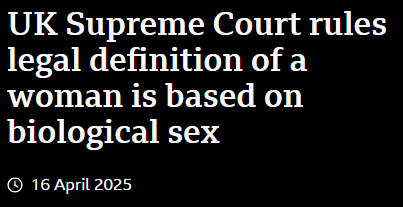 UK Supreme Court rules
legal definition of a
woman is based on
biological sex
16 April 2025